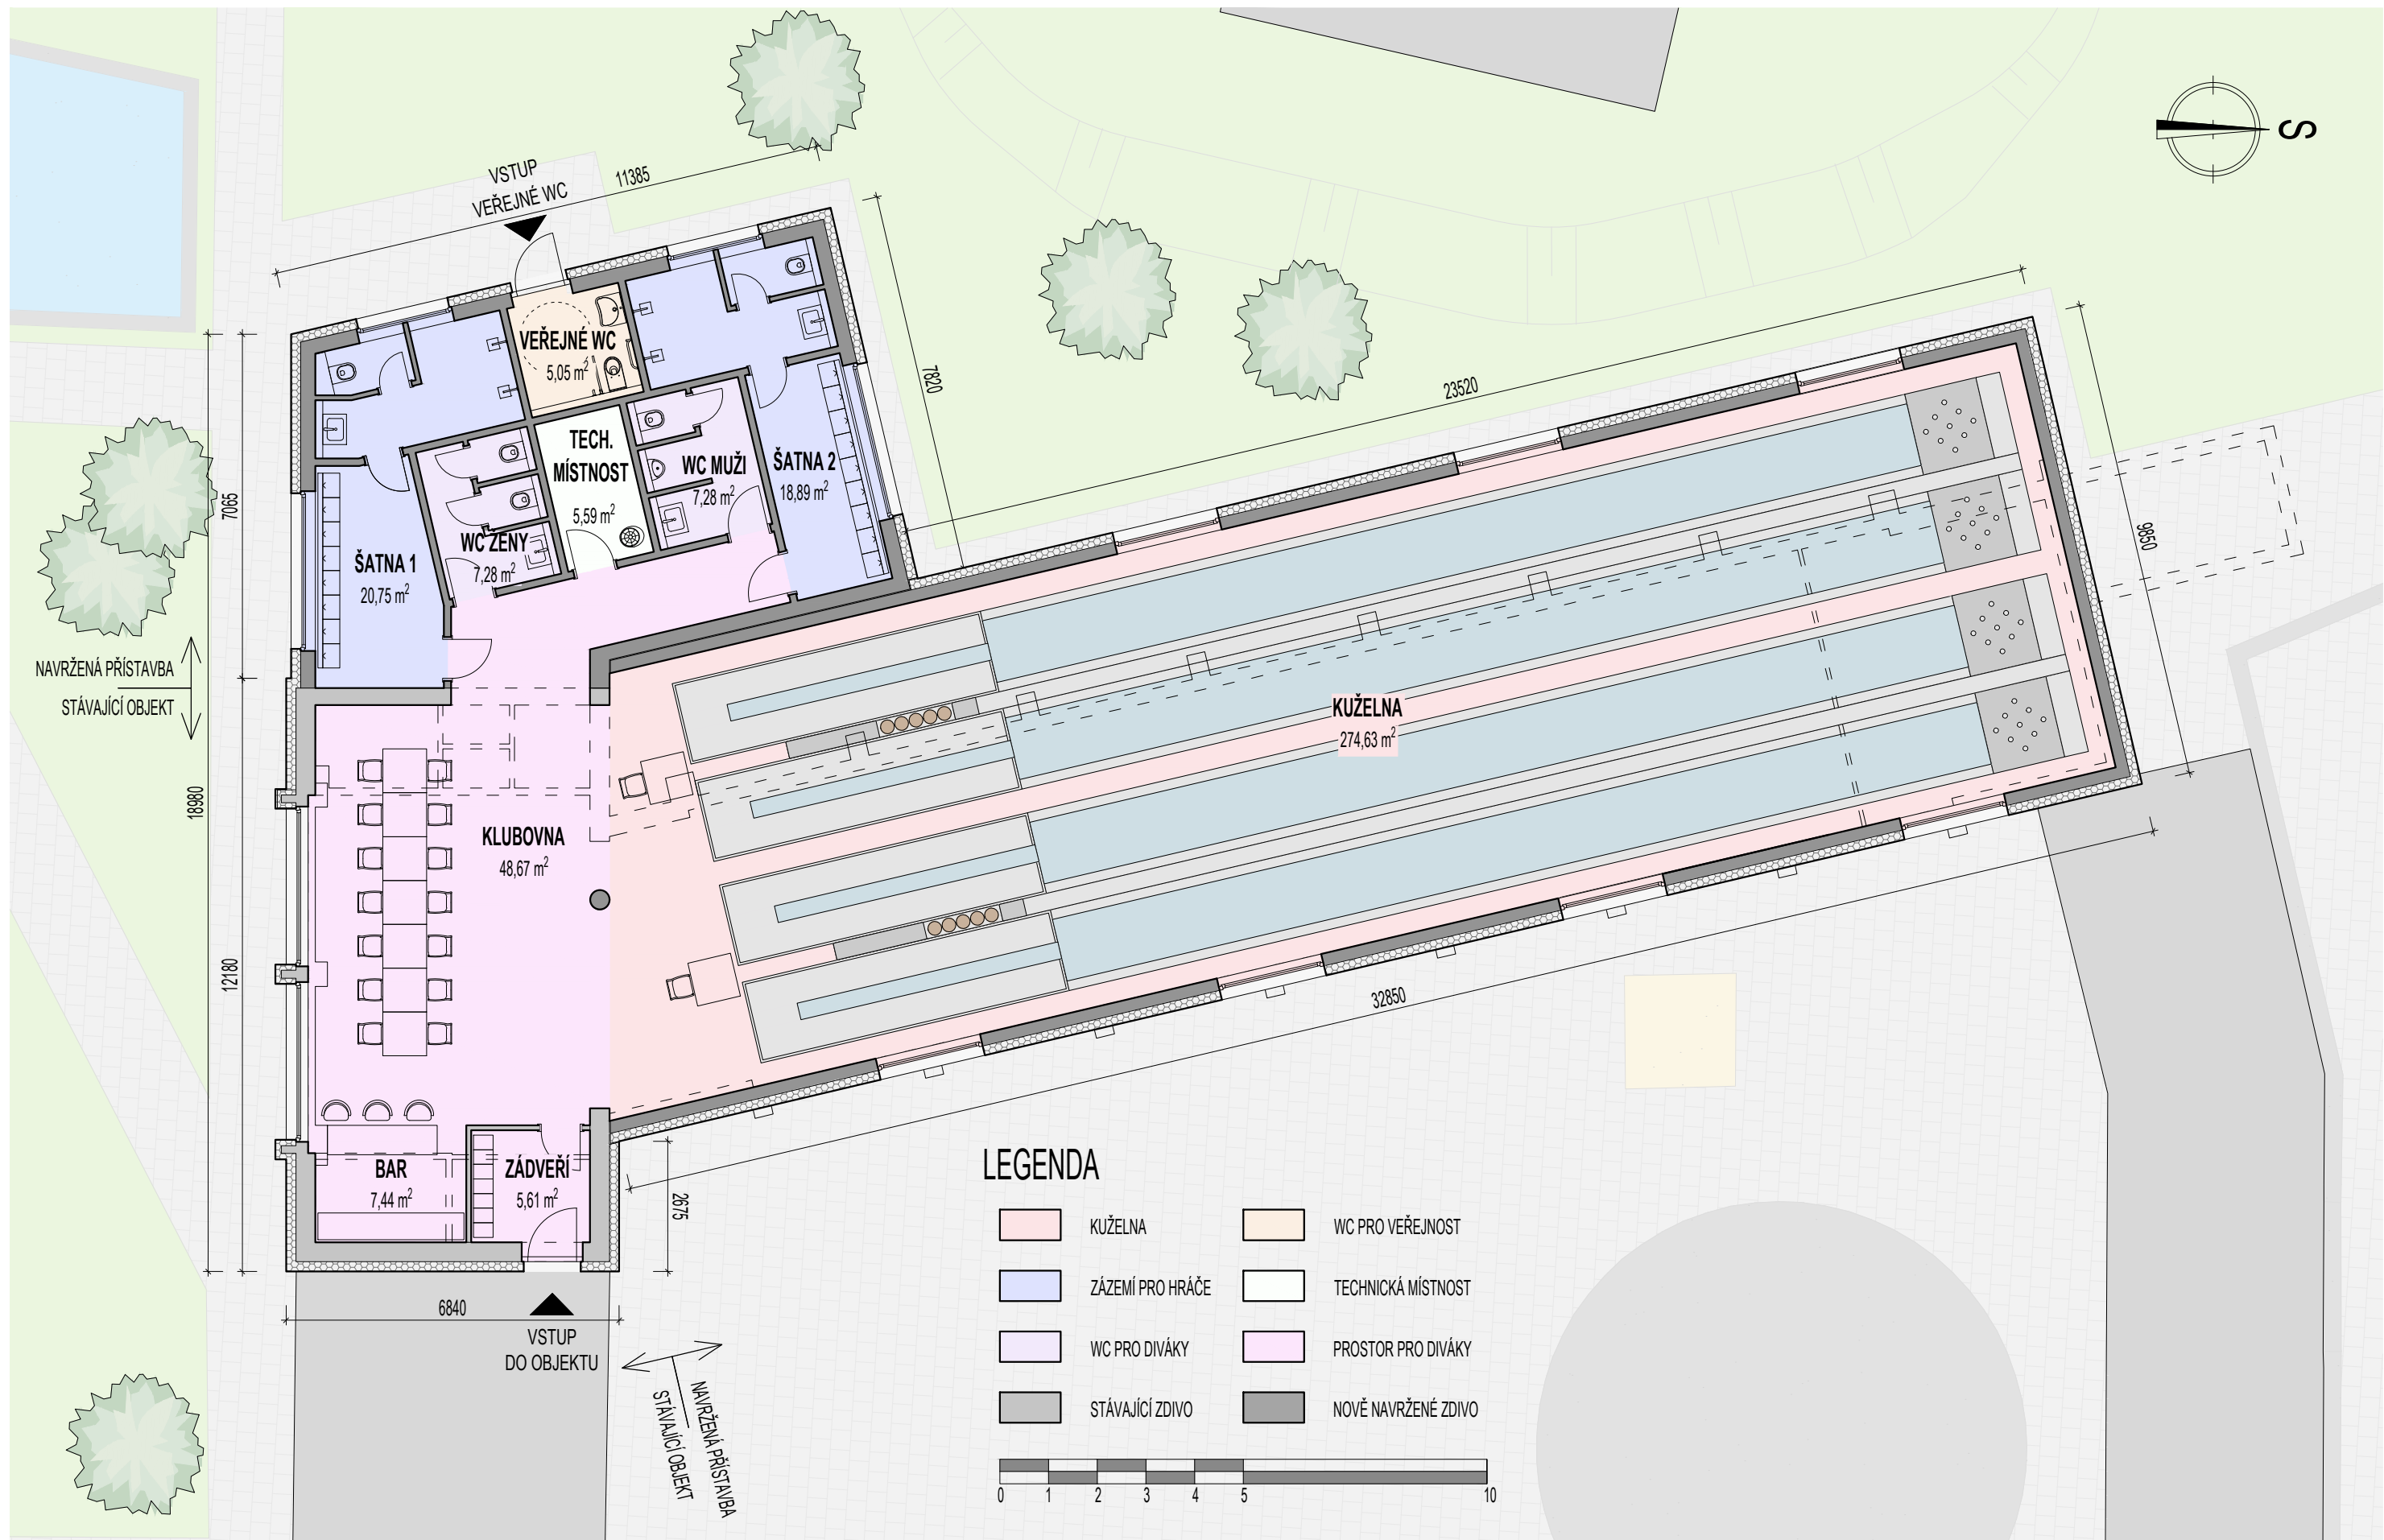 S
VSTUP
VEŘEJNÉ WC
11385
VEŘEJNÉ WC
5,05 m²
7820
23520
9850
7065
TECH.
MÍSTNOST
5,59 m²
WC MUŽI
7,28 m²
ŠATNA 2
18,89 m²
WC ŽENY
7,28 m²
ŠATNA 1
20,75 m²
NAVRŽENÁ PŘÍSTAVBA
STÁVAJÍCÍ OBJEKT
18980
KUŽELNA
274,63 m²
KLUBOVNA
48,67 m²
12180
32850
BAR
7,44 m²
ZÁDVEŘÍ
5,61 m²
2675
6840
VSTUP
DO OBJEKTU
NAVRŽENÁ PŘÍSTAVBA
STÁVAJÍCÍ OBJEKT
LEGENDA
KUŽELNA
WC PRO VEŘEJNOST
ZÁZEMÍ PRO HRÁČE
TECHNICKÁ MÍSTNOST
WC PRO DIVÁKY
PROSTOR PRO DIVÁKY
STÁVAJÍCÍ ZDIVO
NOVĚ NAVRŽENÉ ZDIVO
0 1 2 3 4 5 10